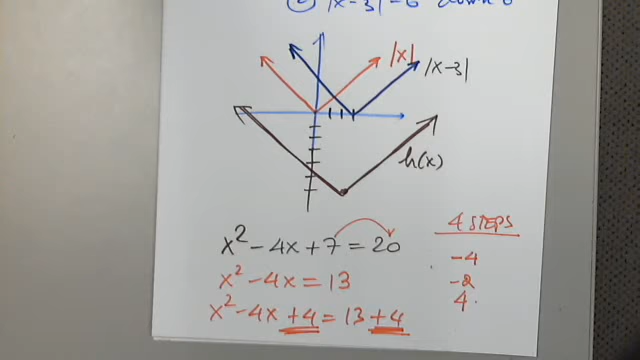 ② |x-3|-6 down 6
|x|
|x-3|
h(x)
x² - 4x + 7 = 20
x² - 4x = 13
x² - 4x + 4 = 13 + 4
4 STEPS
-4
-2
4